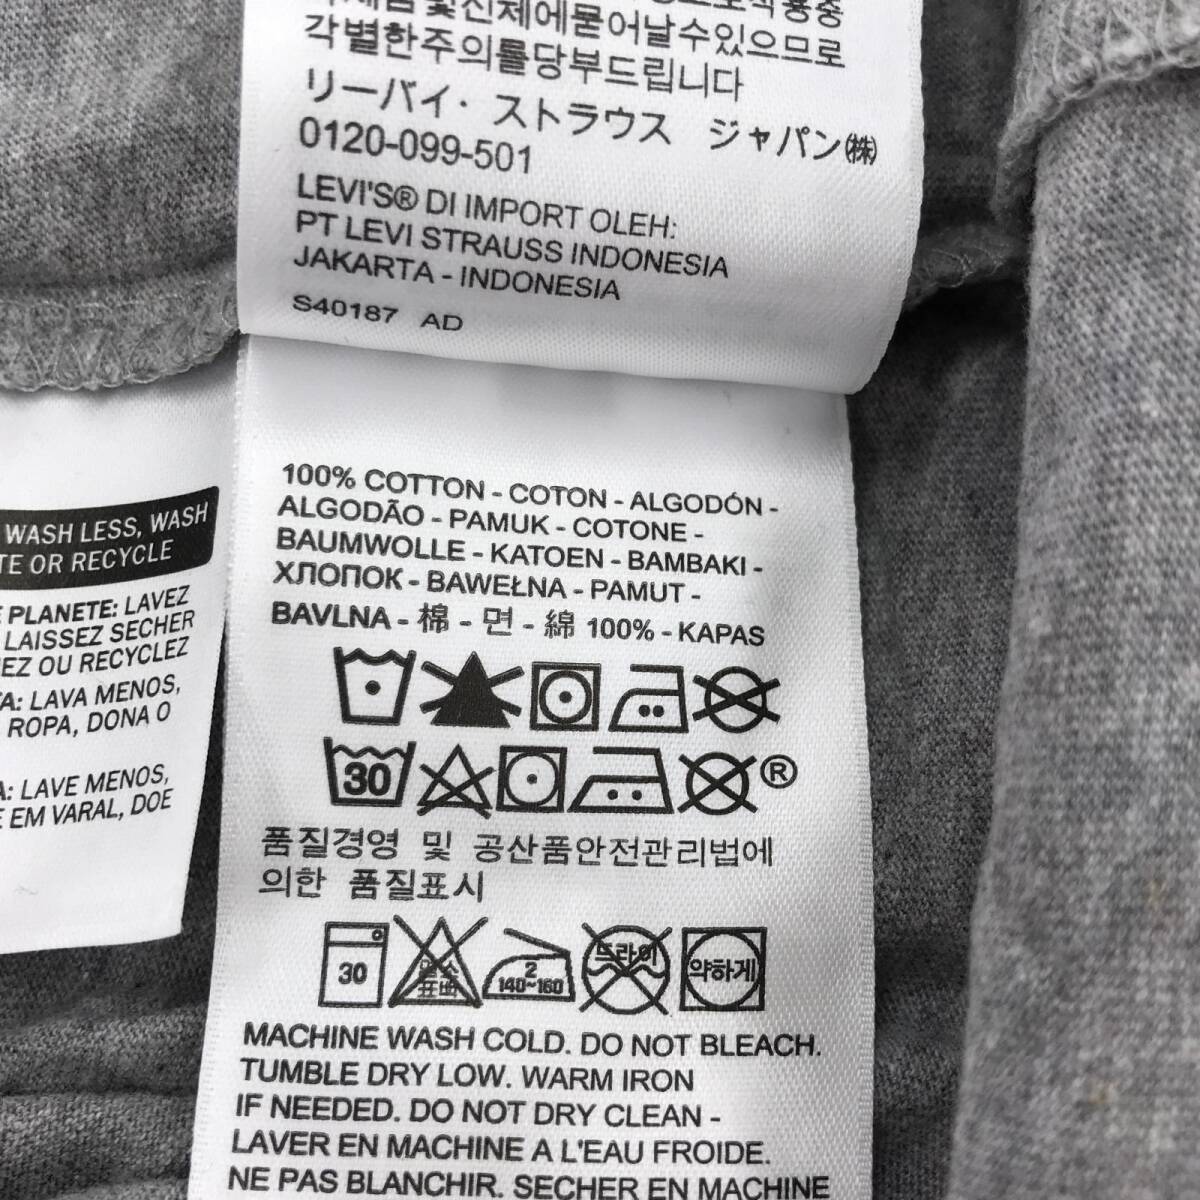 각별한주의를당부드립니다
リーバイ・ストラウス ジャパン㈱
0120-099-501
LEVI'S® DI IMPORT OLEH:
PT LEVI STRAUSS INDONESIA
JAKARTA - INDONESIA
S40187 AD
WASH LESS, WASH
TE OR RECYCLE
PLANETE: LAVEZ
LAISSEZ SECHER
EZ OU RECYCLEZ
TA: LAVA MENOS,
ROPA, DONA O
A: LAVE MENOS,
E EM VARAL, DOE
100% COTTON - COTON - ALGODÓN -
ALGODÃO - PAMUK - COTONE -
BAUMWOLLE - KATOEN - BAMBAKI -
ХЛОПОК - BAWEŁNA - PAMUT -
BAVLNA - 棉 - 면 - 綿 100% - KAPAS
30 ®
품질경영 및 공산품안전관리법에
의한 품질표시
30 염소표백 2 140~160 드라이 약하게
MACHINE WASH COLD. DO NOT BLEACH.
TUMBLE DRY LOW. WARM IRON
IF NEEDED. DO NOT DRY CLEAN -
LAVER EN MACHINE A L'EAU FROIDE.
NE PAS BLANCHIR. SECHER EN MACHINE